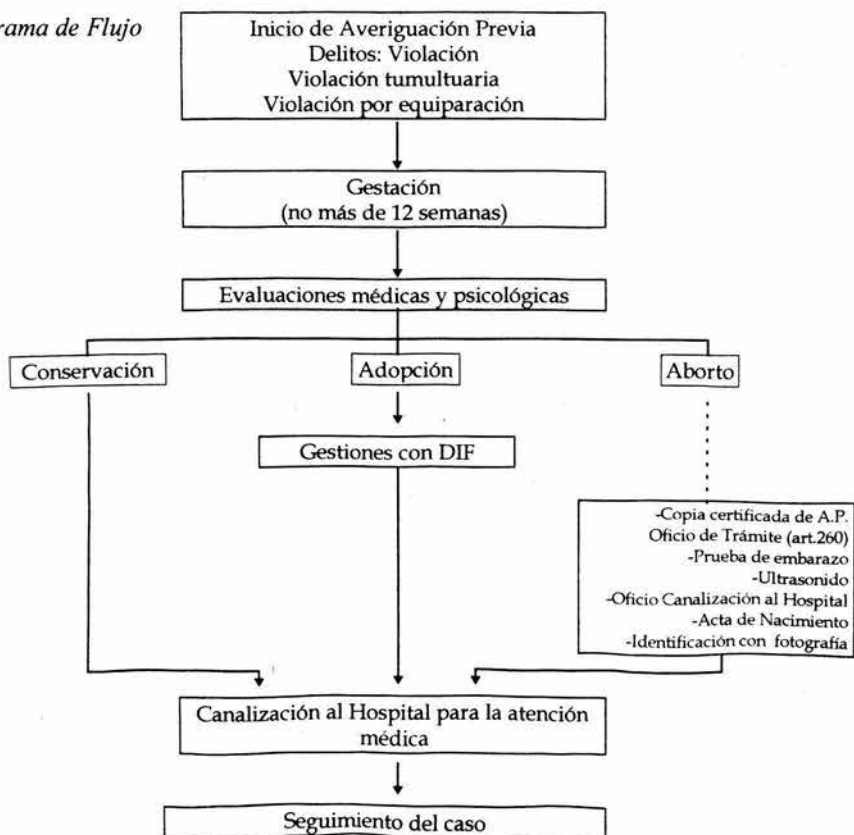 rama de Flujo
Inicio de Averiguación Previa
Delitos: Violación
Violación tumultuaria
Violación por equiparación
Gestación
(no más de 12 semanas)
Evaluaciones médicas y psicológicas
Conservación
Adopción
Aborto
Gestiones con DIF
-Copia certificada de A.P.
Oficio de Trámite (art.260)
-Prueba de embarazo
-Ultrasonido
-Oficio Canalización al Hospital
-Acta de Nacimiento
-Identificación con fotografía
Canalización al Hospital para la atención
médica
Seguimiento del caso